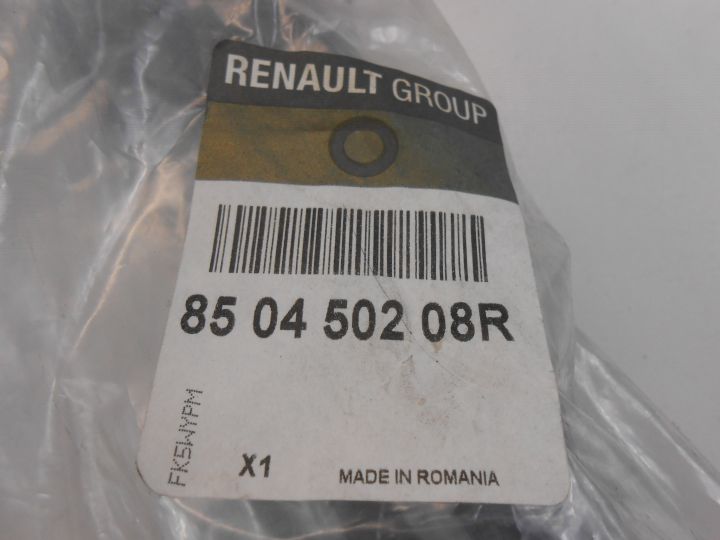 RENAULT GROUP
85 04 502 08R
FK5WYPM
X1
MADE IN ROMANIA